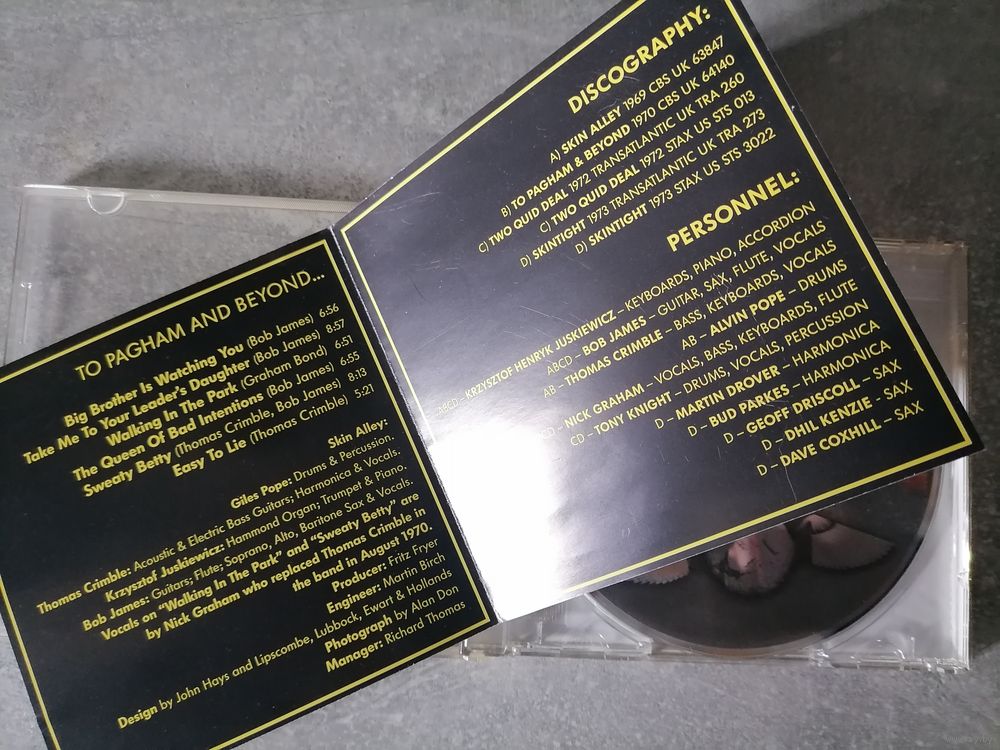 TO PAGHAM AND BEYOND...
Big Brother Is Watching You (Bob James) 6:56
Take Me To Your Leader's Daughter (Bob James) 8:57
Walking In The Park (Graham Bond) 6:51
The Queen Of Bad Intentions (Bob James) 6:55
Sweaty Betty (Thomas Crimble, Bob James) 8:13
Easy To Lie (Thomas Crimble) 5:21
Skin Alley:
Giles Pope: Drums & Percussion.
Thomas Crimble: Acoustic & Electric Bass Guitars; Harmonica & Vocals.
Krzysztof Juskiewicz: Hammond Organ; Trumpet & Piano.
Bob James: Guitars; Flute; Soprano, Alto, Baritone Sax & Vocals.
Vocals on "Walking In The Park" and "Sweaty Betty" are
by Nick Graham who replaced Thomas Crimble in
the band in August 1970.
Producer: Fritz Fryer
Engineer: Martin Birch
Design by John Hays and Lipscombe, Lubbock, Ewart & Hollands
Photograph by Alan Don
Manager: Richard Thomas
DISCOGRAPHY:
A) SKIN ALLEY 1969 CBS UK 63847
B) TO PAGHAM & BEYOND 1970 CBS UK 64140
C) TWO QUID DEAL 1972 TRANSATLANTIC UK TRA 260
C) TWO QUID DEAL 1972 STAX US STS 013
D) SKINTIGHT 1973 TRANSATLANTIC UK TRA 273
D) SKINTIGHT 1973 STAX US STS 3022
PERSONNEL:
ABCD – KRZYSZTOF HENRYK JUSKIEWICZ – KEYBOARDS, PIANO, ACCORDION
ABCD – BOB JAMES – GUITAR, SAX, FLUTE, VOCALS
AB – THOMAS CRIMBLE – BASS, KEYBOARDS, VOCALS
AB – ALVIN POPE – DRUMS
CD – NICK GRAHAM – VOCALS, BASS, KEYBOARDS, FLUTE
CD – TONY KNIGHT – DRUMS, VOCALS, PERCUSSION
D – MARTIN DROVER – HARMONICA
D – BUD PARKES – HARMONICA
D – GEOFF DRISCOLL – SAX
D – DHIL KENZIE – SAX
D – DAVE COXHILL – SAX